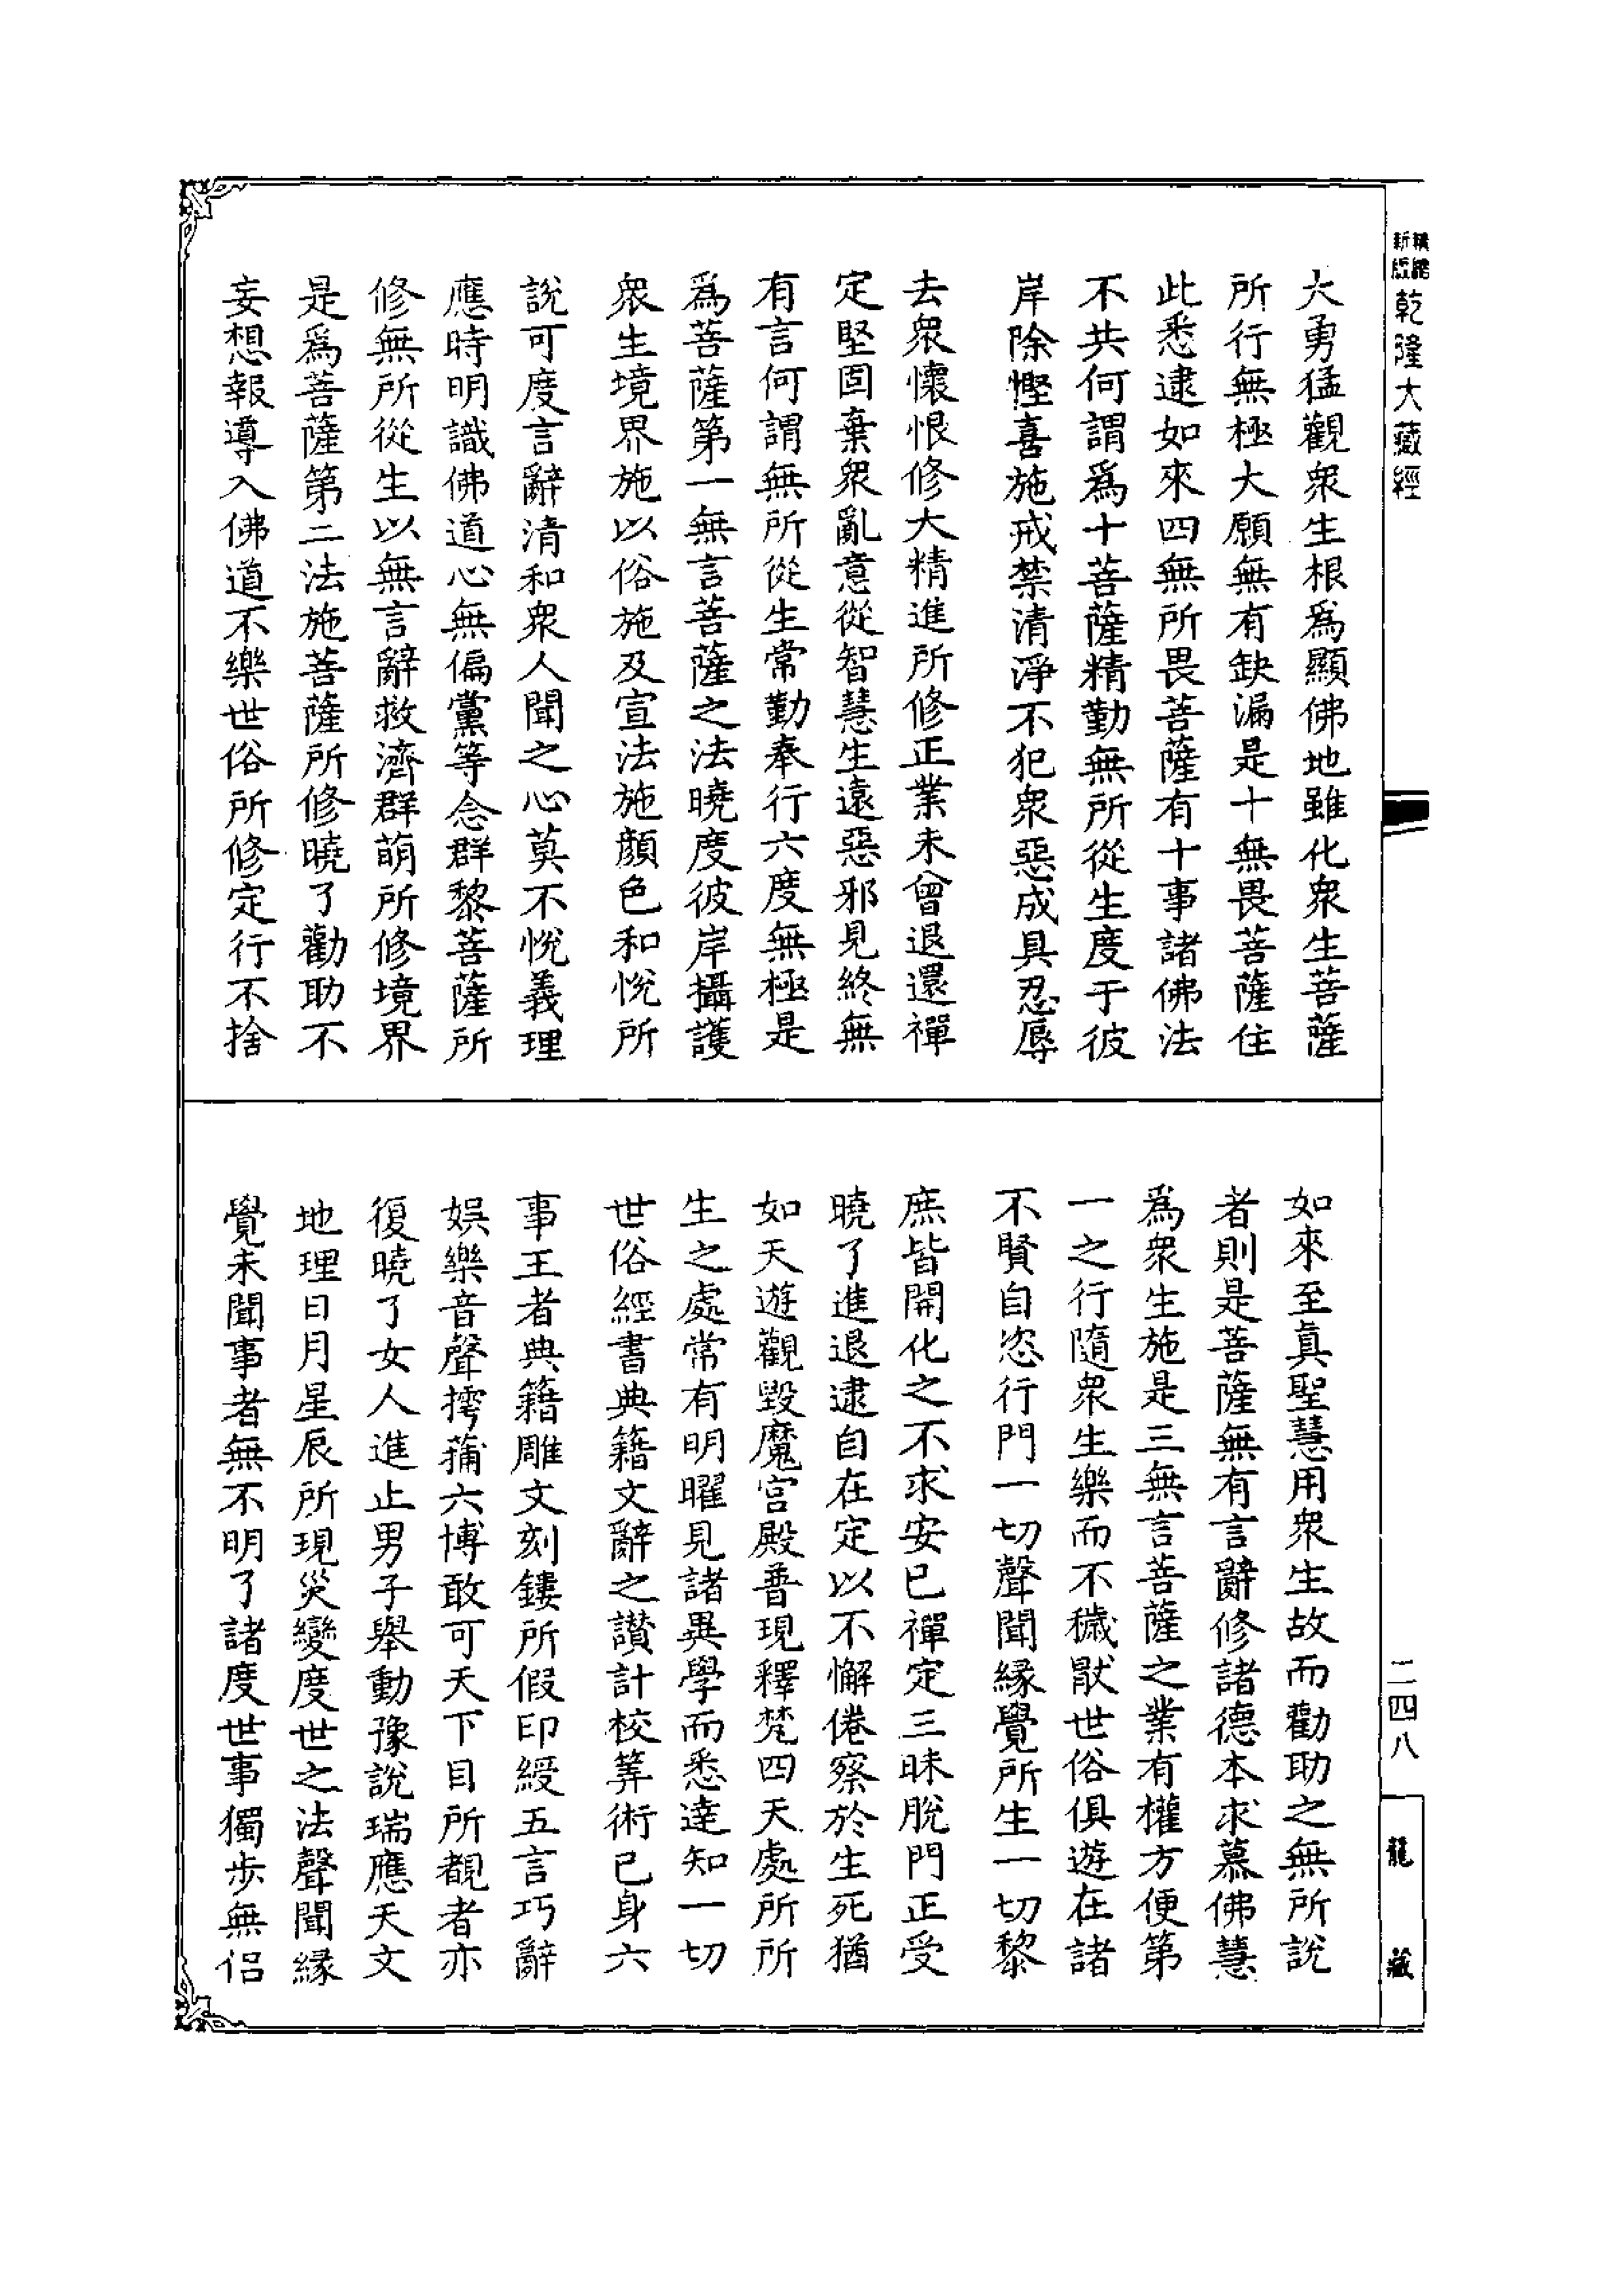 乾隆大藏經
大勇猛觀衆生根爲顯佛地雖化衆生菩薩
所行無極大願無有缺漏是十無畏菩薩住
此悉逮如來四無所畏菩薩有十事諸佛法
不共何謂爲十菩薩精勤無所從生度于彼
岸除慳喜施戒禁清淨不犯衆惡成具忍辱
去衆懷恨修大精進所修正業未曾退還禪
定堅固棄衆亂意從智慧生遠惡邪見終無
有言何謂無所從生常勤奉行六度無極是
爲菩薩第一無言菩薩之法曉度彼岸攝護
衆生境界施以俗施及宣法施顏色和悅所
說可度言辭清和衆人聞之心莫不悅義理
應時明識佛道心無偏黨等念群黎菩薩所
修無所從生以無言辭救濟群萌所修境界
是爲菩薩第二法施菩薩所修曉了勸助不
妄想報導入佛道不樂世俗所修定行不捨
如來至真聖慧用衆生故而勸助之無所說
者則是菩薩無有言辭修諸德本求慕佛慧
爲衆生施是三無言菩薩之業有權方便第
一之行隨衆生樂而不穢猒世俗俱遊在諸
不賢自恣行門一切聲聞緣覺所生一切黎
庶皆開化之不求安已禪定三昧脫門正受
曉了進退逮自在定以不懈倦察於生死猶
如天遊觀毀魔宮殿普現釋梵四天處所所
生之處常有明曜見諸異學而悉達知一切
世俗經書典籍文辭之讃計校筭術已身六
事王者典籍雕文刻鏤所假印綬五言巧辭
娛樂音聲摴蒱六博敢可天下目所覩者亦
復曉了女人進止男子舉動豫說瑞應天文
地理日月星辰所現災變度世之法聲聞緣
覺未聞事者無不明了諸度世事獨步無侶
二四八
龍藏